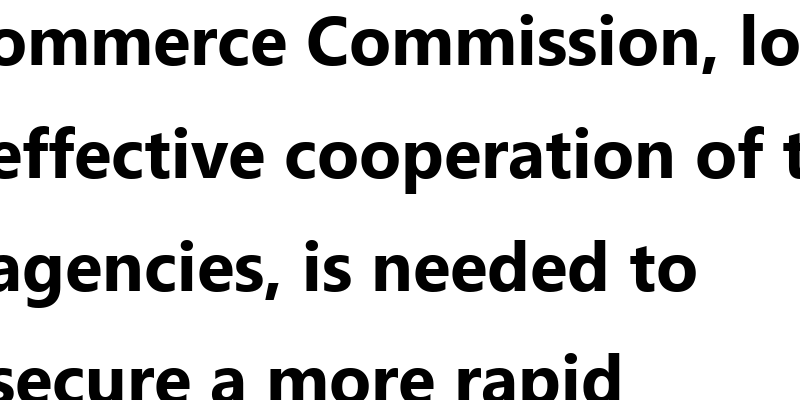 ommerce Commission, lo
effective cooperation of t
agencies, is needed to
secure a more rapid